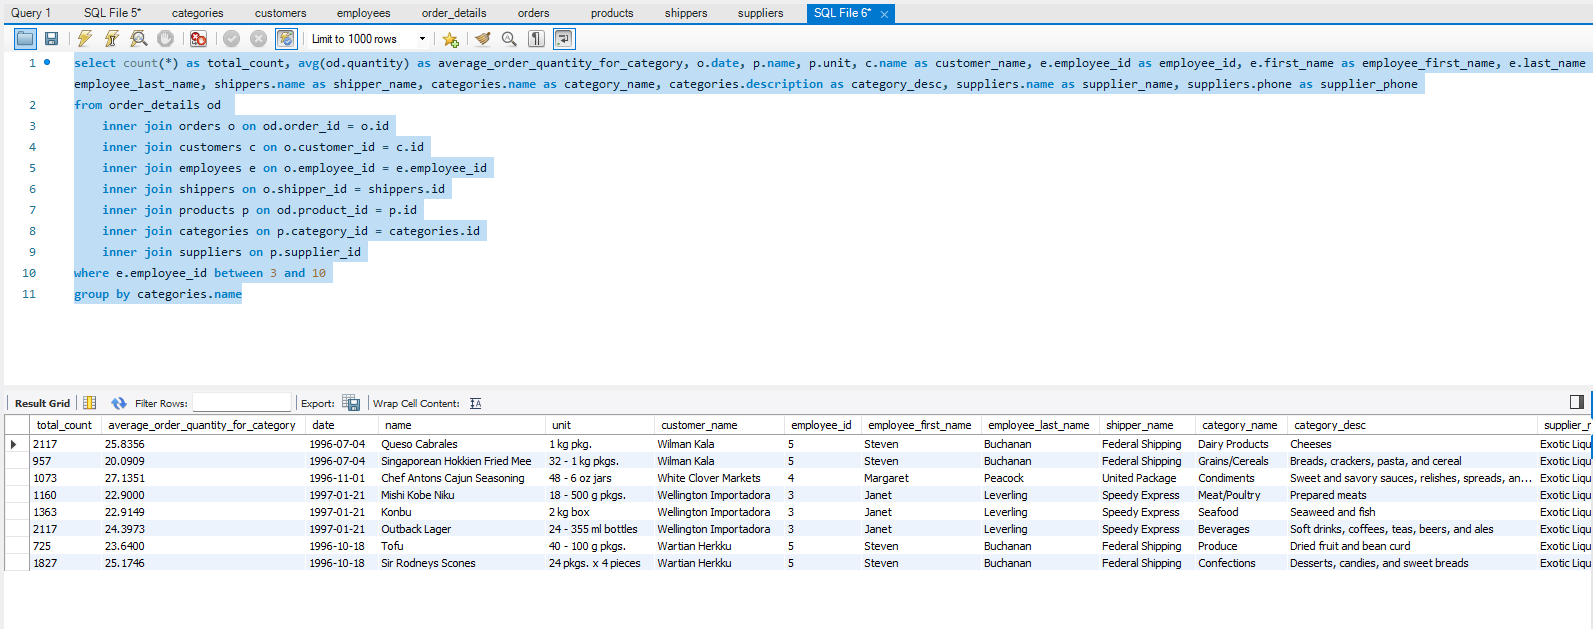 Query 1 SQL File 5* categories customers employees order_details orders products shippers suppliers SQL File 6*
Limit to 1000 rows
1 select count(*) as total_count, avg(od.quantity) as average_order_quantity_for_category, o.date, p.name, p.unit, c.name as customer_name, e.employee_id as employee_id, e.first_name as employee_first_name, e.last_name
employee_last_name, shippers.name as shipper_name, categories.name as category_name, categories.description as category_desc, suppliers.name as supplier_name, suppliers.phone as supplier_phone
2 from order_details od
3 inner join orders o on od.order_id = o.id
4 inner join customers c on o.customer_id = c.id
5 inner join employees e on o.employee_id = e.employee_id
6 inner join shippers on o.shipper_id = shippers.id
7 inner join products p on od.product_id = p.id
8 inner join categories on p.category_id = categories.id
9 inner join suppliers on p.supplier_id
10 where e.employee_id between 3 and 10
11 group by categories.name
Result Grid Filter Rows: Export: Wrap Cell Content:
total_count average_order_quantity_for_category date name unit customer_name employee_id employee_first_name employee_last_name shipper_name category_name category_desc supplier_r
2117 25.8356 1996-07-04 Queso Cabrales 1 kg pkg. Wilman Kala 5 Steven Buchanan Federal Shipping Dairy Products Cheeses Exotic Liqu
957 20.0909 1996-07-04 Singaporean Hokkien Fried Mee 32 - 1 kg pkgs. Wilman Kala 5 Steven Buchanan Federal Shipping Grains/Cereals Breads, crackers, pasta, and cereal Exotic Liqu
1073 27.1351 1996-11-01 Chef Antons Cajun Seasoning 48 - 6 oz jars White Clover Markets 4 Margaret Peacock United Package Condiments Sweet and savory sauces, relishes, spreads, an... Exotic Liqu
1160 22.9000 1997-01-21 Mishi Kobe Niku 18 - 500 g pkgs. Wellington Importadora 3 Janet Leverling Speedy Express Meat/Poultry Prepared meats Exotic Liqu
1363 22.9149 1997-01-21 Konbu 2 kg box Wellington Importadora 3 Janet Leverling Speedy Express Seafood Seaweed and fish Exotic Liqu
2117 24.3973 1997-01-21 Outback Lager 24 - 355 ml bottles Wellington Importadora 3 Janet Leverling Speedy Express Beverages Soft drinks, coffees, teas, beers, and ales Exotic Liqu
725 23.6400 1996-10-18 Tofu 40 - 100 g pkgs. Wartian Herkku 5 Steven Buchanan Federal Shipping Produce Dried fruit and bean curd Exotic Liqu
1827 25.1746 1996-10-18 Sir Rodneys Scones 24 pkgs. x 4 pieces Wartian Herkku 5 Steven Buchanan Federal Shipping Confections Desserts, candies, and sweet breads Exotic Liqu